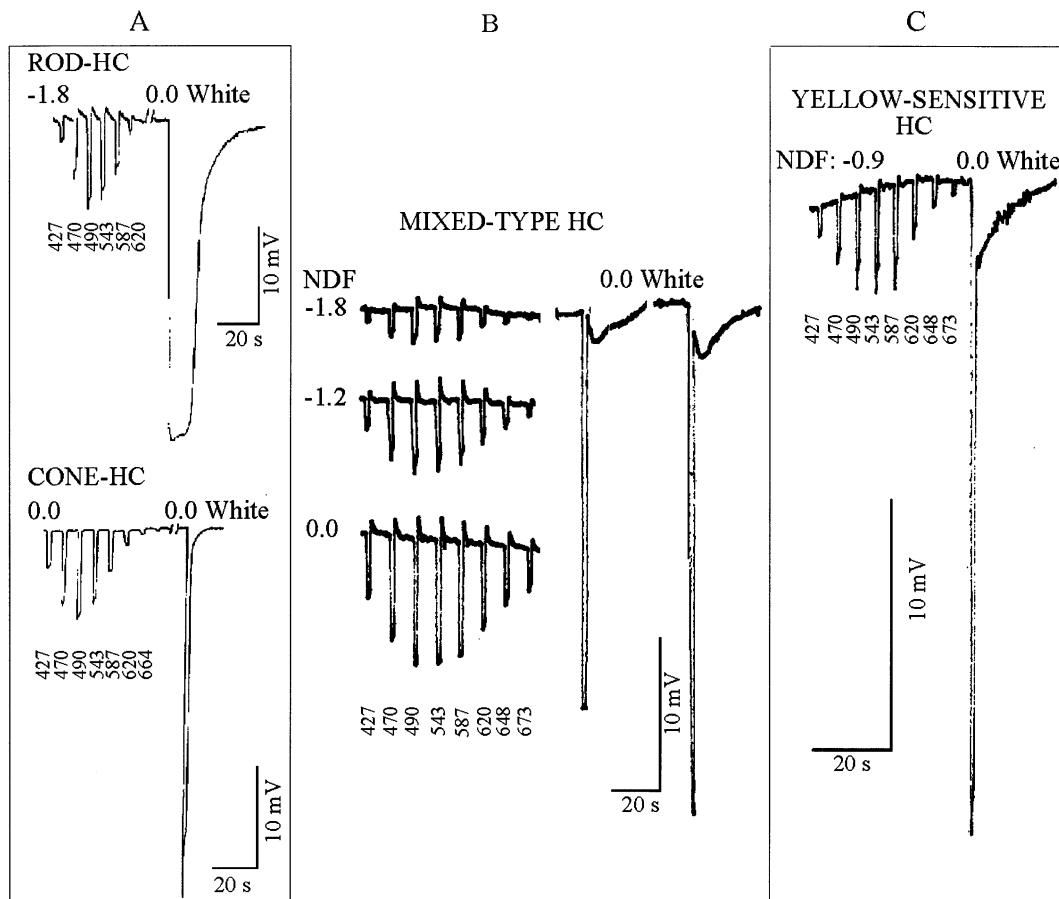 A
ROD-HC
-1.8 0.0 White
427 470 490 543 587 620
10 mV
20 s
CONE-HC
0.0 0.0 White
427 470 490 543 587 620 664
10 mV
20 s
B
MIXED-TYPE HC
NDF 0.0 White
-1.8
-1.2
0.0
427 470 490 543 587 620 648 673
10 mV
20 s
C
YELLOW-SENSITIVE
HC
NDF: -0.9 0.0 White
427 470 490 543 587 620 648 673
10 mV
20 s